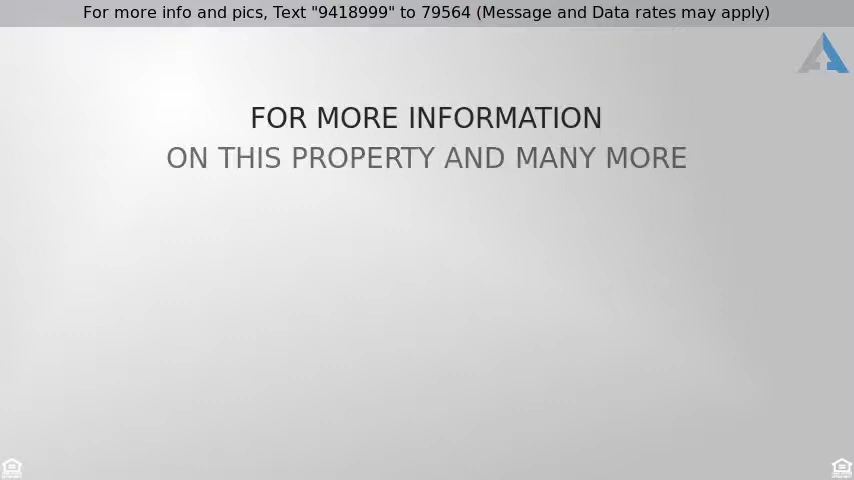 For more info and pics, Text "9418999" to 79564 (Message and Data rates may apply)
FOR MORE INFORMATION
ON THIS PROPERTY AND MANY MORE